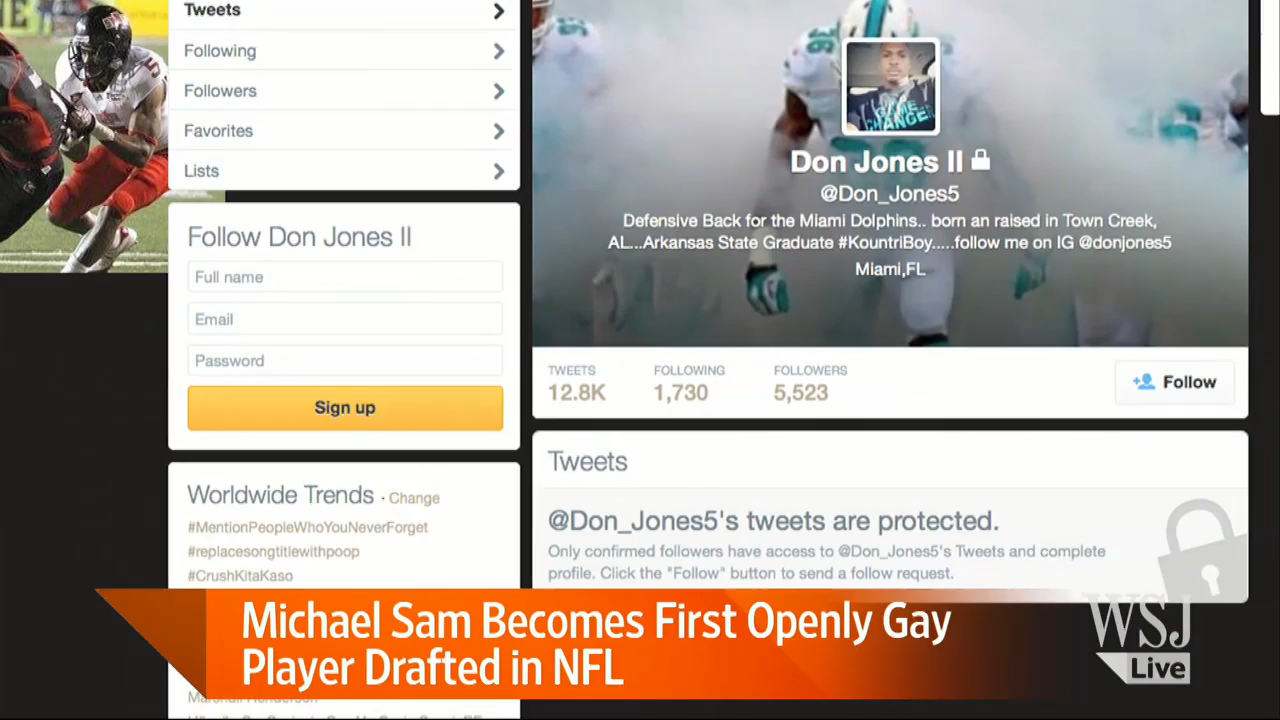 Tweets
Following
Followers
Favorites
Lists
Follow Don Jones II
Full name
Email
Password
Sign up
Worldwide Trends · Change
#MentionPeopleWhoYouNeverForget
#replacesongtitlewithpoop
#CrushKitaKaso
GAME
CHANGER
Don Jones II
@Don_Jones5
Defensive Back for the Miami Dolphins.. born an raised in Town Creek,
AL...Arkansas State Graduate #KountriBoy.....follow me on IG @donjones5
Miami,FL
TWEETS
12.8K
FOLLOWING
1,730
FOLLOWERS
5,523
Follow
Tweets
@Don_Jones5's tweets are protected.
Only confirmed followers have access to @Don_Jones5's Tweets and complete
profile. Click the "Follow" button to send a follow request.
Michael Sam Becomes First Openly Gay
Player Drafted in NFL
WSJ
Live